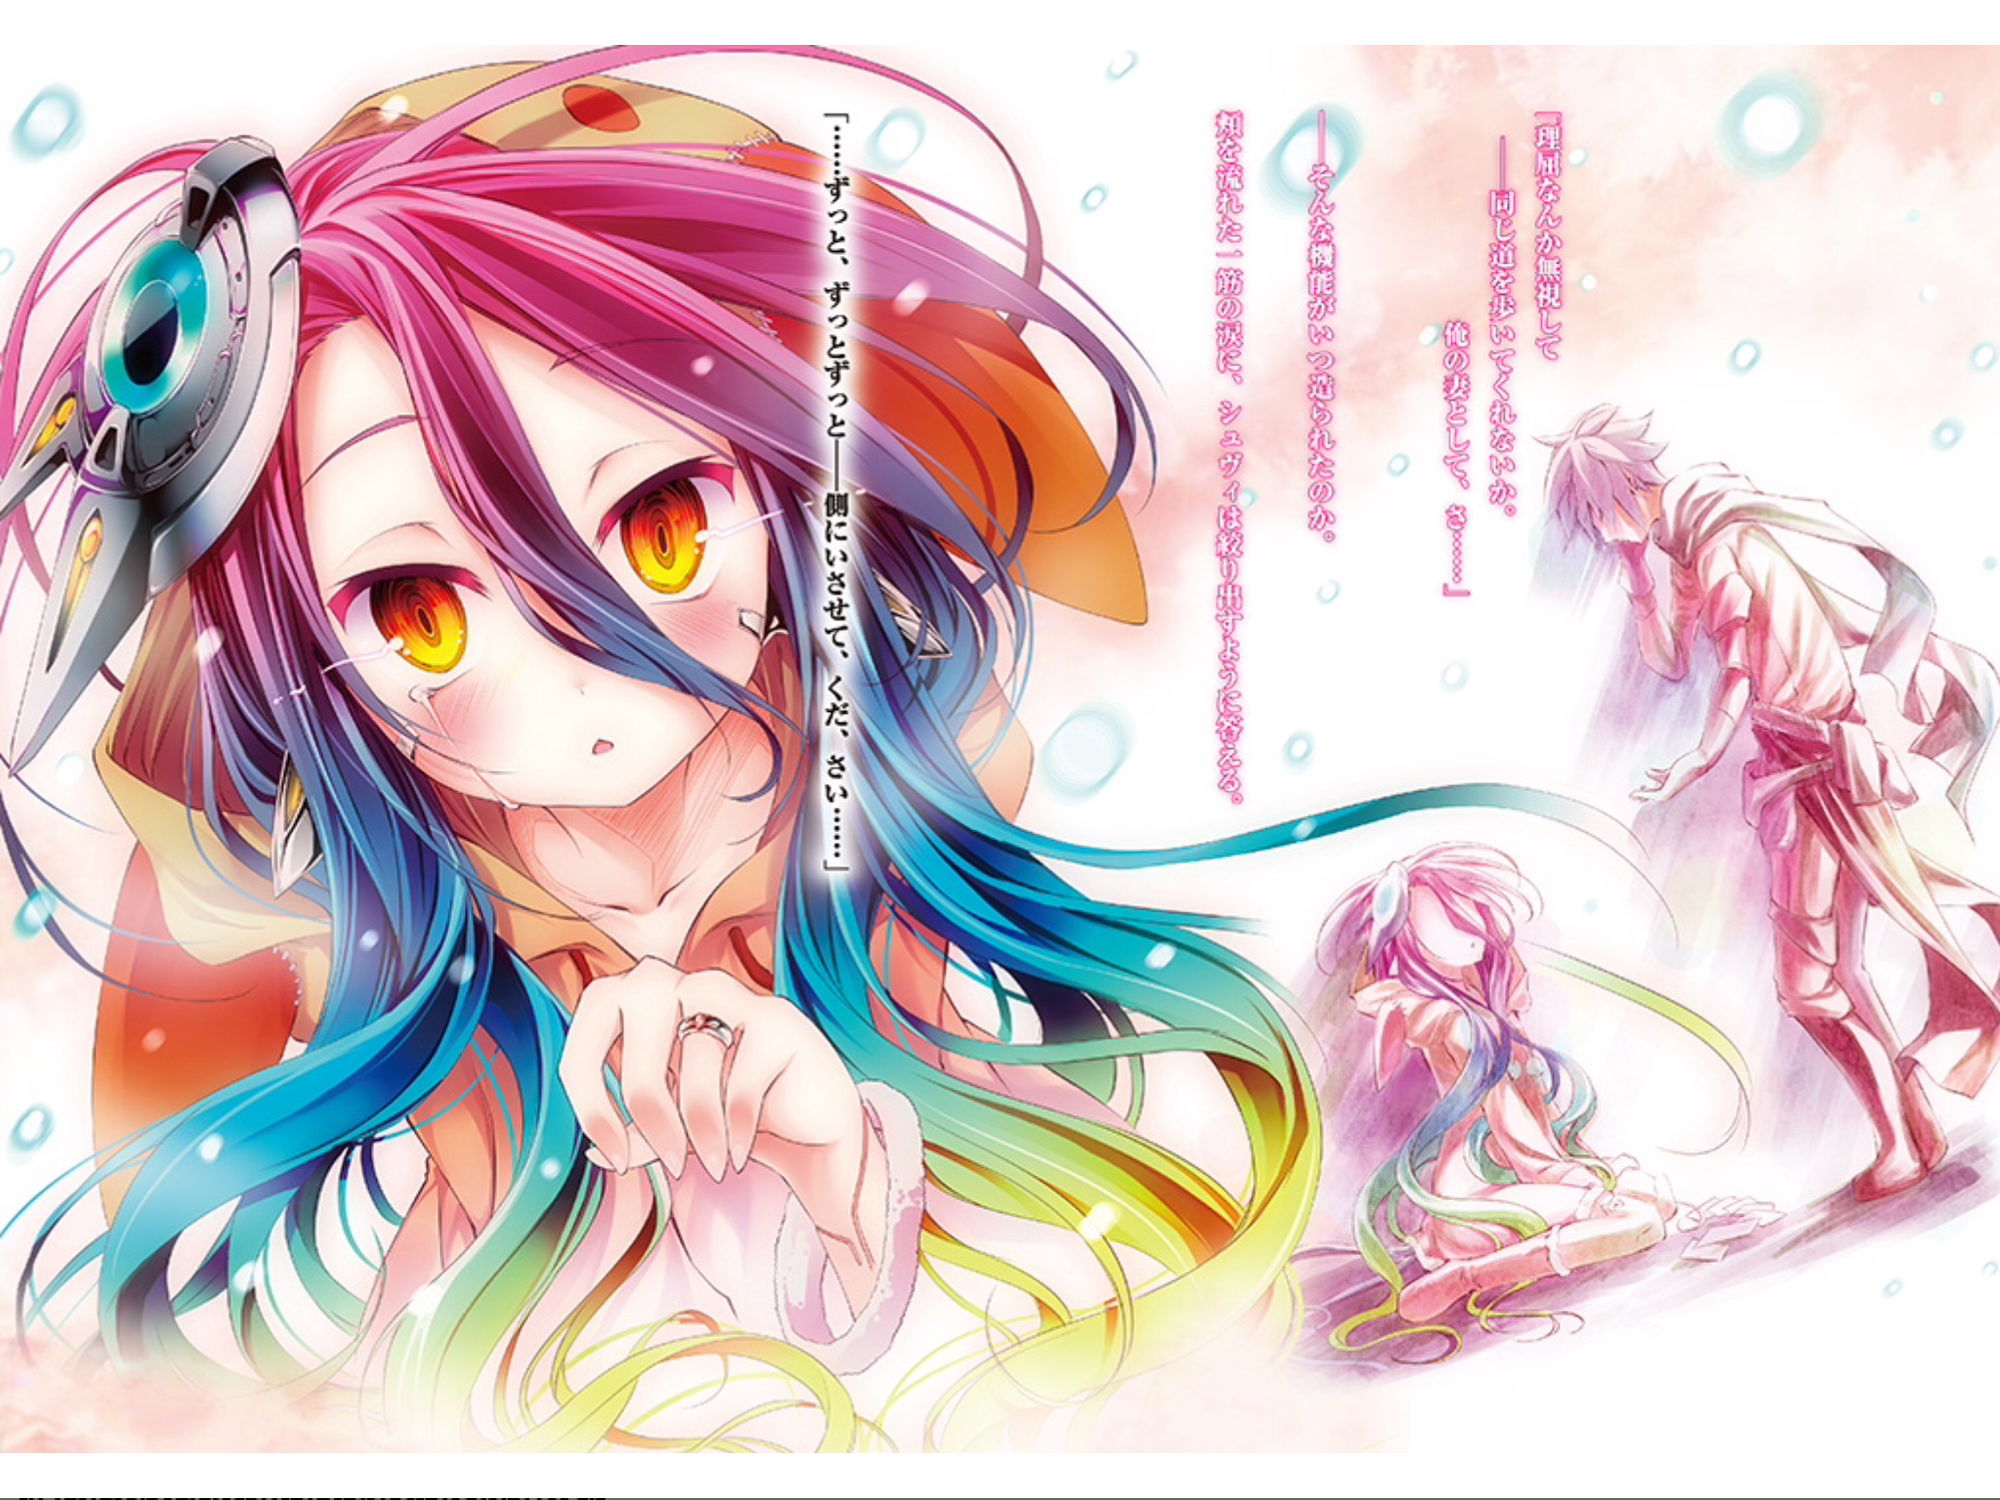 「理屈なんか無視して
――同じ道を歩いてくれないか。
俺の妻として、さ……」
――そんな機能がいつ造られたのか。
頬を流れた一筋の涙に、シュヴィは絞り出すように答える。
「……ずっと、ずっとずっと――側にいさせて、くだ、さい……」